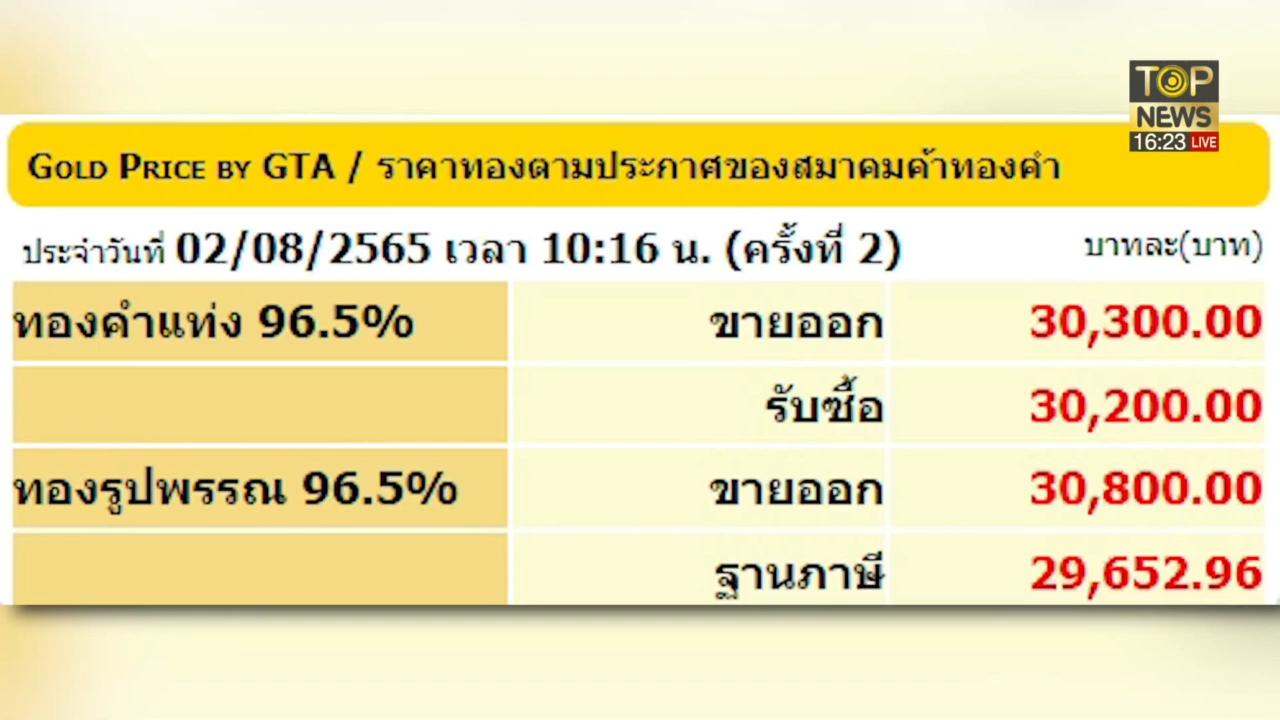 TOP
NEWS
16:23 LIVE
GOLD PRICE BY GTA / ราคาทองตามประกาศของสมาคมค้าทองคำ
ประจำวันที่ 02/08/2565 เวลา 10:16 น. (ครั้งที่ 2) บาทละ(บาท)
ทองคำแท่ง 96.5% ขายออก 30,300.00
รับซื้อ 30,200.00
ทองรูปพรรณ 96.5% ขายออก 30,800.00
ฐานภาษี 29,652.96